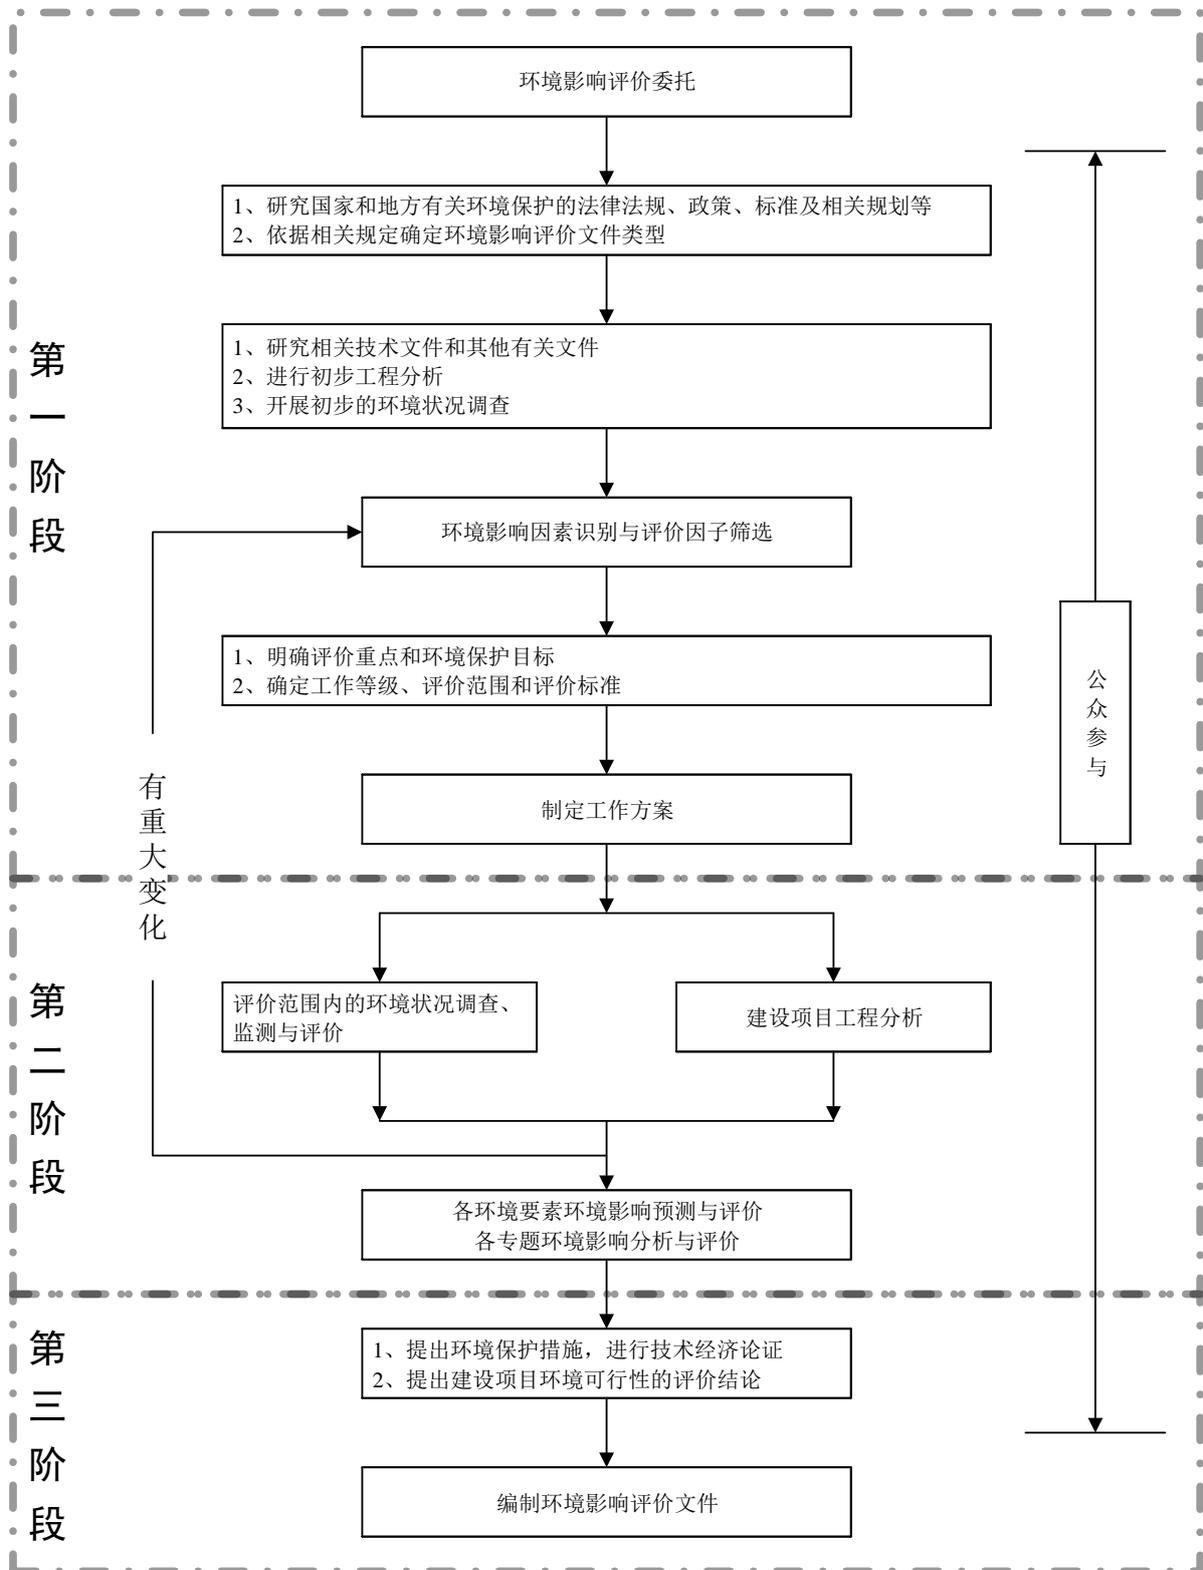 环境影响评价委托
1、研究国家和地方有关环境保护的法律法规、政策、标准及相关规划等
2、依据相关规定确定环境影响评价文件类型
1、研究相关技术文件和其他有关文件
2、进行初步工程分析
3、开展初步的环境状况调查
第一阶段
环境影响因素识别与评价因子筛选
1、明确评价重点和环境保护目标
2、确定工作等级、评价范围和评价标准
公众参与
制定工作方案
有重大变化
第二阶段
评价范围内的环境状况调查、
监测与评价
建设项目工程分析
各环境要素环境影响预测与评价
各专题环境影响分析与评价
第三阶段
1、提出环境保护措施，进行技术经济论证
2、提出建设项目环境可行性的评价结论
编制环境影响评价文件